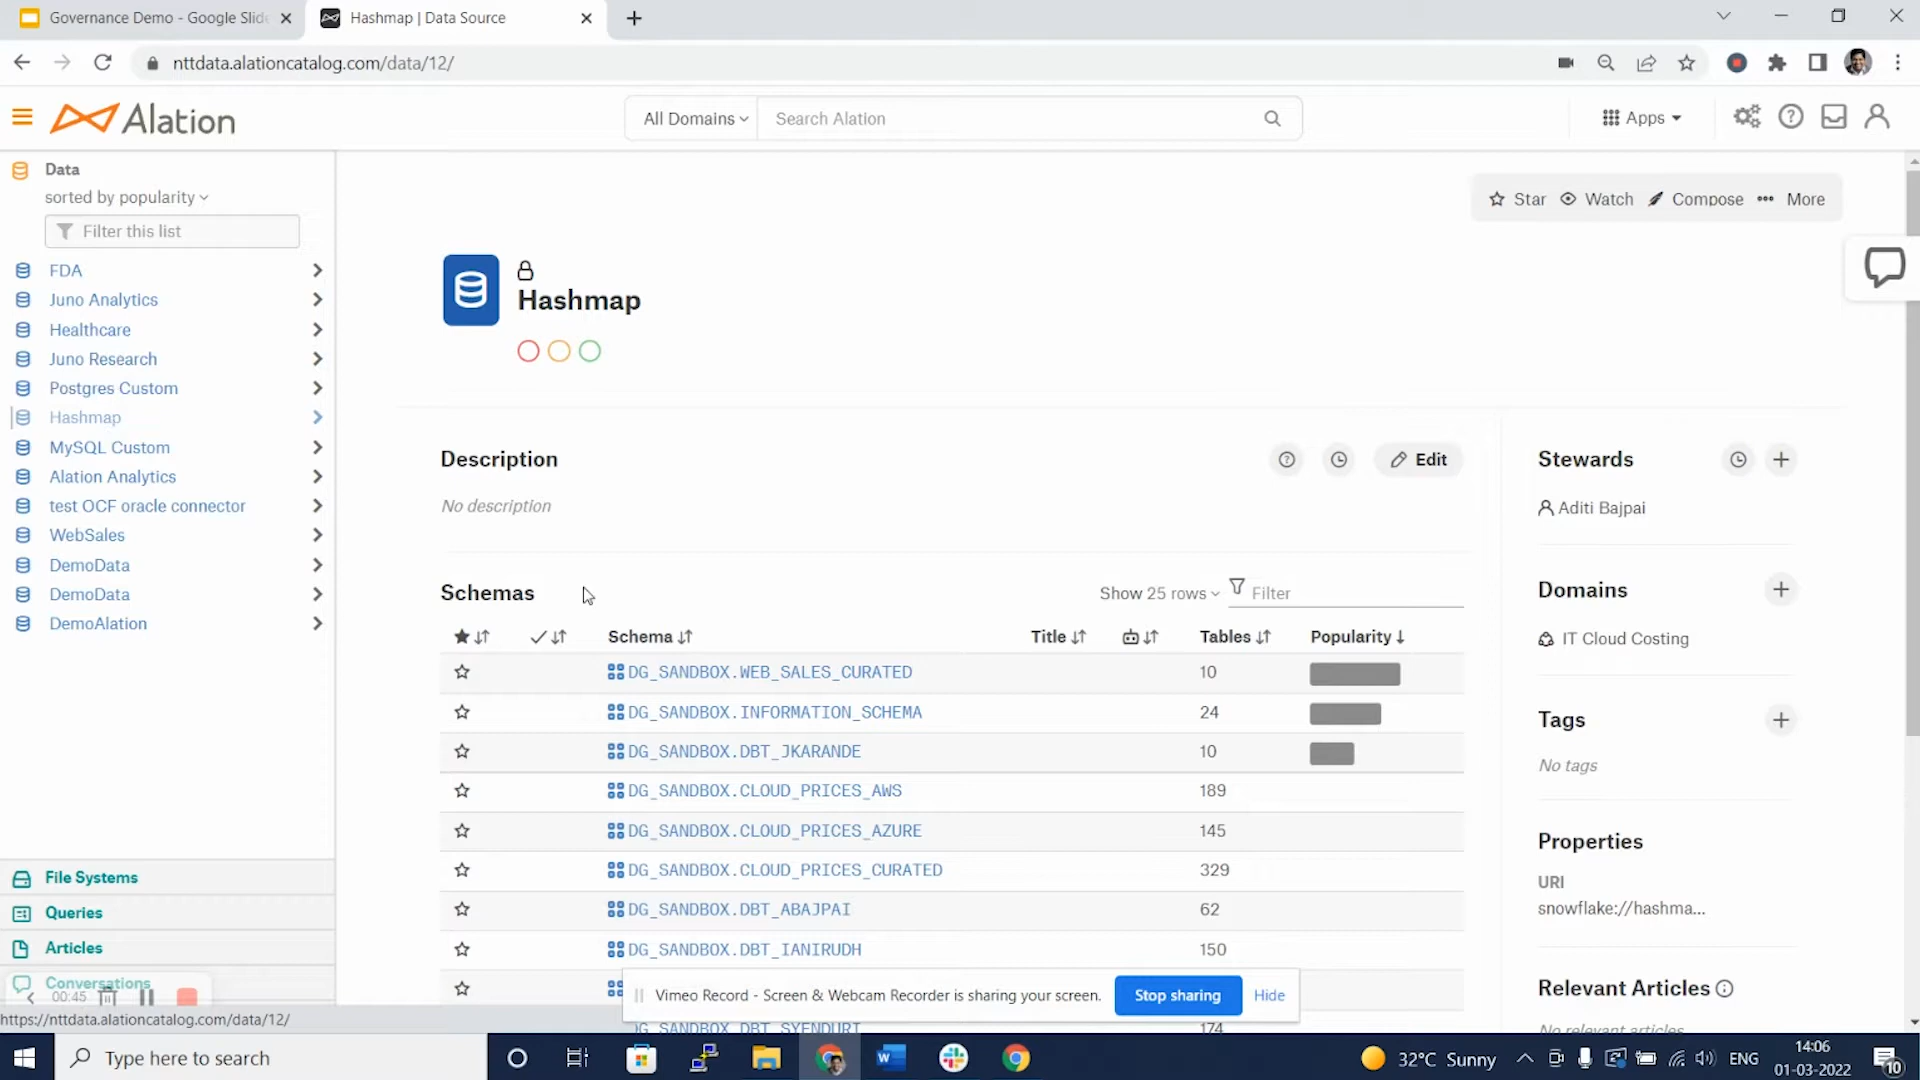 Governance Demo - Google Slid
Hashmap | Data Source
nttdata.alationcatalog.com/data/12/
Alation
All Domains
Search Alation
Apps
Data
sorted by popularity
Filter this list
FDA
Juno Analytics
Healthcare
Juno Research
Postgres Custom
Hashmap
MySQL Custom
Alation Analytics
test OCF oracle connector
WebSales
DemoData
DemoData
DemoAlation
File Systems
Queries
Articles
Conversations
00:45
https://nttdata.alationcatalog.com/data/12/
Star Watch Compose More
Hashmap
Description
Edit
No description
Schemas
Show 25 rows
Filter
Schema Title Tables Popularity
DG_SANDBOX.WEB_SALES_CURATED 10
DG_SANDBOX.INFORMATION_SCHEMA 24
DG_SANDBOX.DBT_JKARANDE 10
DG_SANDBOX.CLOUD_PRICES_AWS 189
DG_SANDBOX.CLOUD_PRICES_AZURE 145
DG_SANDBOX.CLOUD_PRICES_CURATED 329
DG_SANDBOX.DBT_ABAJPAI 62
DG_SANDBOX.DBT_IANIRUDH 150
DG_SANDBOX.DBT_SYENDURI 174
Stewards
Aditi Bajpai
Domains
IT Cloud Costing
Tags
No tags
Properties
URI
snowflake://hashma...
Relevant Articles
No relevant articles
Vimeo Record - Screen & Webcam Recorder is sharing your screen.
Stop sharing
Hide
Type here to search
32°C Sunny
ENG
14:06
01-03-2022
10